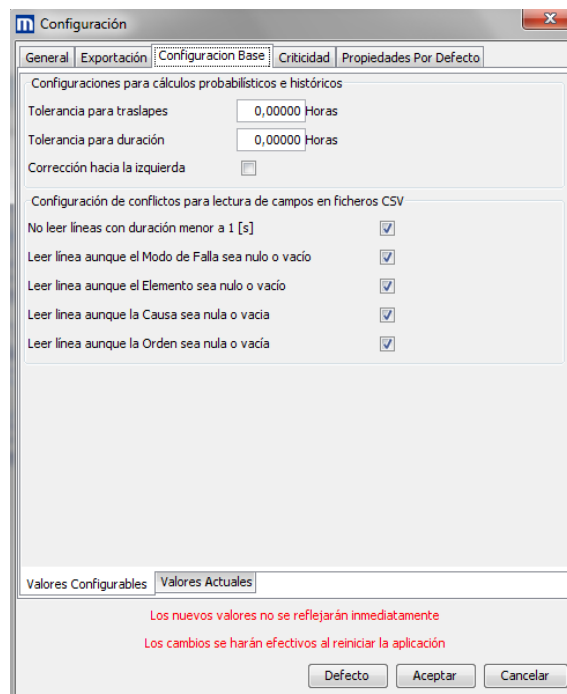 m Configuración
General Exportación Configuracion Base Criticidad Propiedades Por Defecto
Configuraciones para cálculos probabilísticos e históricos
Tolerancia para traslapes 0,00000 Horas
Tolerancia para duración 0,00000 Horas
Corrección hacia la izquierda
Configuración de conflictos para lectura de campos en ficheros CSV
No leer líneas con duración menor a 1 [s]
Leer línea aunque el Modo de Falla sea nulo o vacío
Leer linea aunque el Elemento sea nulo o vacío
Leer linea aunque la Causa sea nula o vacia
Leer línea aunque la Orden sea nula o vacía
Valores Configurables Valores Actuales
Los nuevos valores no se reflejarán inmediatamente
Los cambios se harán efectivos al reiniciar la aplicación
Defecto Aceptar Cancelar